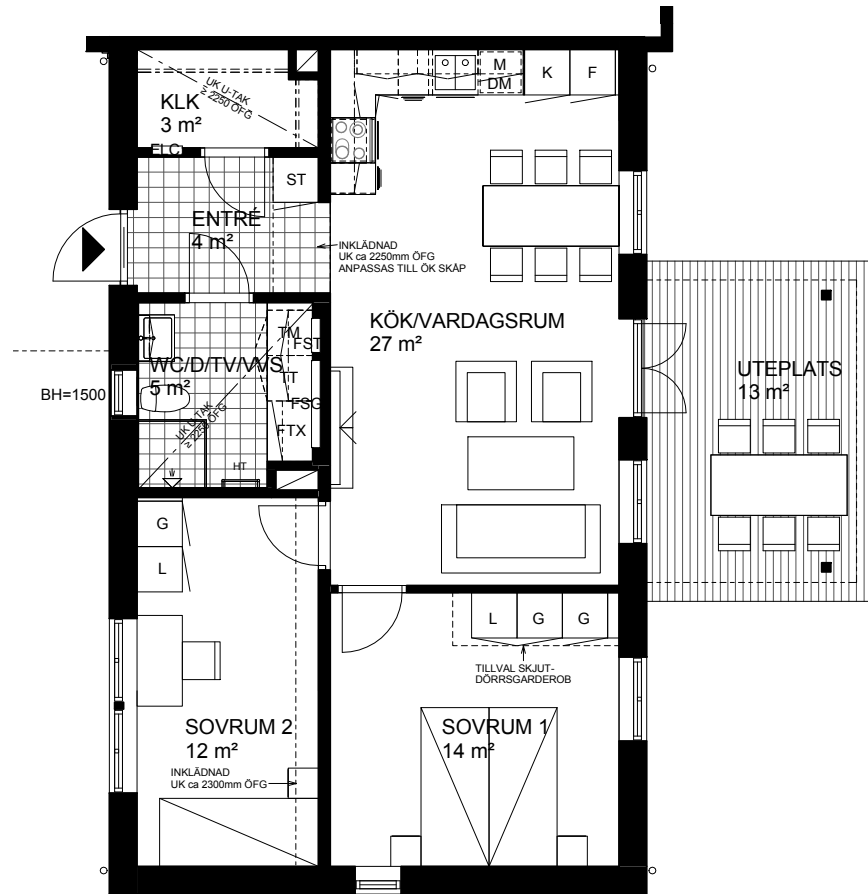 M
DM
K
F
KLK
3 m²
UK U-TAK
≥ 2250 ÖFG
ELC
ST
ENTRÉ
4 m²
INKLÄDNAD
UK ca 2250mm ÖFG
ANPASSAS TILL ÖK SKÅP
KÖK/VARDAGSRUM
27 m²
TM
FST
WC/D/TV/VVS
5 m²
TT
FSG
FTX
UK U-TAK
≥ 2250 ÖFG
HT
BH=1500
UTEPLATS
13 m²
G
L
L
G
G
TILLVAL SKJUT-
DÖRRSGARDEROB
SOVRUM 2
12 m²
INKLÄDNAD
UK ca 2300mm ÖFG
SOVRUM 1
14 m²